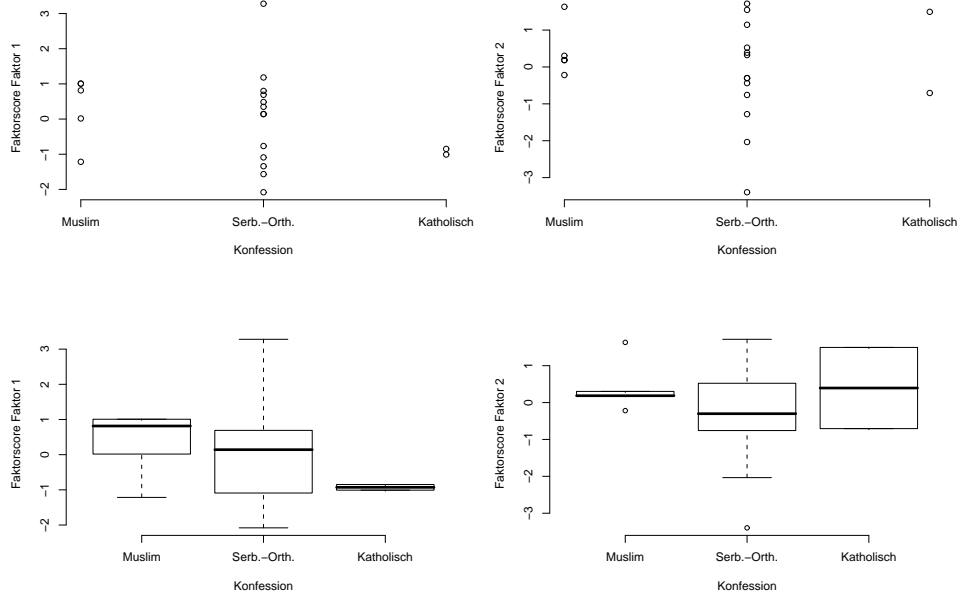 Faktorscore Faktor 1
3
2
1
0
−1
−2
Muslim
Serb.−Orth.
Katholisch
Konfession
Faktorscore Faktor 2
1
0
−1
−2
−3
Muslim
Serb.−Orth.
Katholisch
Konfession
Faktorscore Faktor 1
3
2
1
0
−1
−2
Muslim
Serb.−Orth.
Katholisch
Konfession
Faktorscore Faktor 2
1
0
−1
−2
−3
Muslim
Serb.−Orth.
Katholisch
Konfession